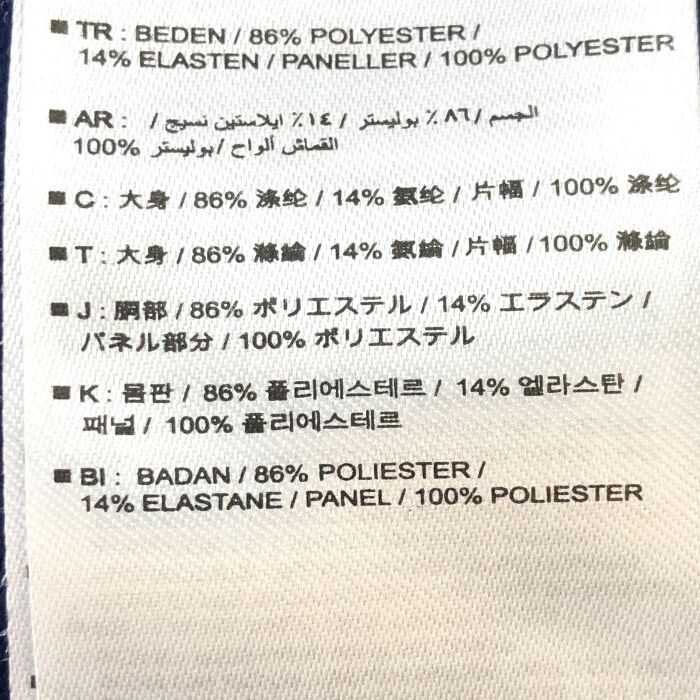 ■ TR : BEDEN / 86% POLYESTER /
14% ELASTEN / PANELLER / 100% POLYESTER
■ AR : الجسم /٨٦٪ بوليستر / ١٤٪ ايلاستين نسيج /
القماش ألواح /بوليستر 100%
■ C : 大身 / 86% 涤纶 / 14% 氨纶 / 片幅 / 100% 涤纶
■ T : 大身 / 86% 滌綸 / 14% 氨綸 / 片幅 / 100% 滌綸
■ J : 胴部 / 86% ポリエステル / 14% エラステン /
パネル部分 / 100% ポリエステル
■ K : 몸판 / 86% 폴리에스테르 / 14% 엘라스탄 /
패널 / 100% 폴리에스테르
■ BI : BADAN / 86% POLIESTER /
14% ELASTANE / PANEL / 100% POLIESTER